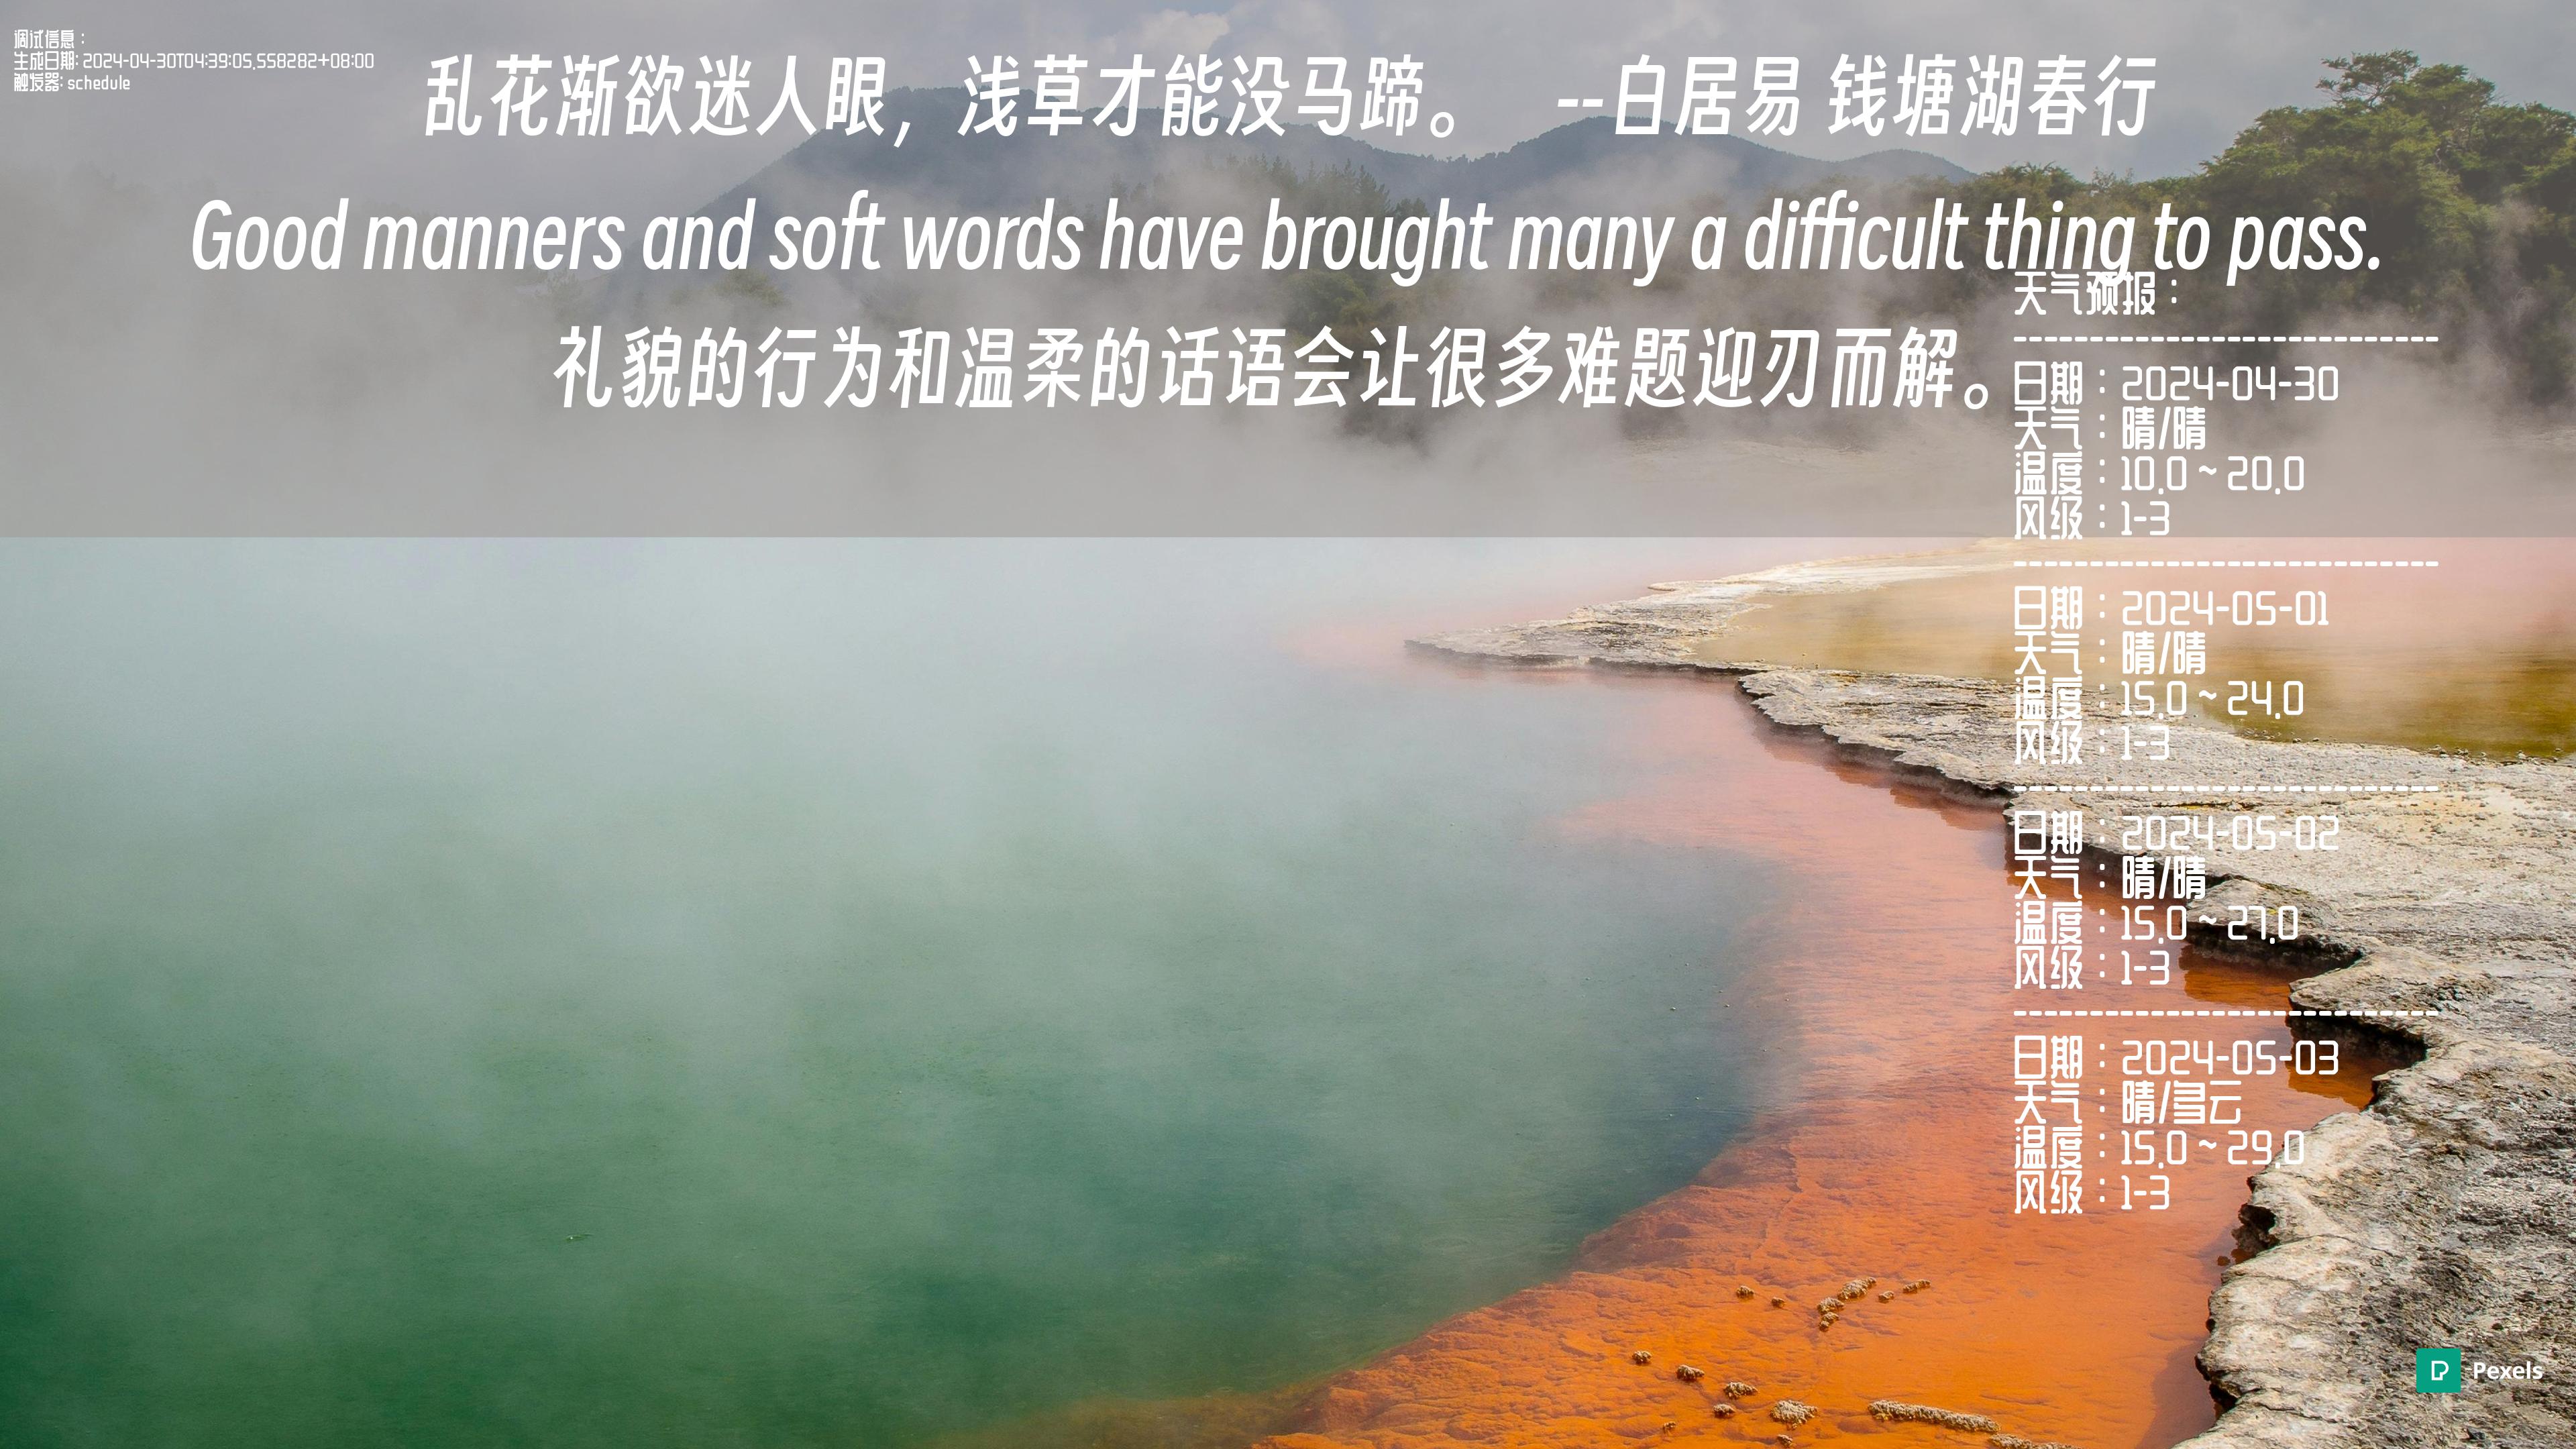 调试信息：
生成日期: 2024-04-30T04:39:05.558282+08:00
触发器: schedule
乱花渐欲迷人眼，浅草才能没马蹄。 --白居易 钱塘湖春行
Good manners and soft words have brought many a difficult thing to pass.
礼貌的行为和温柔的话语会让很多难题迎刃而解。
天气预报：
----------------------------
日期：2024-04-30
天气：晴/晴
温度：10.0 ~ 20.0
风级：1-3
----------------------------
日期：2024-05-01
天气：晴/晴
温度：15.0 ~ 24.0
风级：1-3
----------------------------
日期：2024-05-02
天气：晴/晴
温度：15.0 ~ 27.0
风级：1-3
----------------------------
日期：2024-05-03
天气：晴/多云
温度：15.0 ~ 29.0
风级：1-3
-Pexels